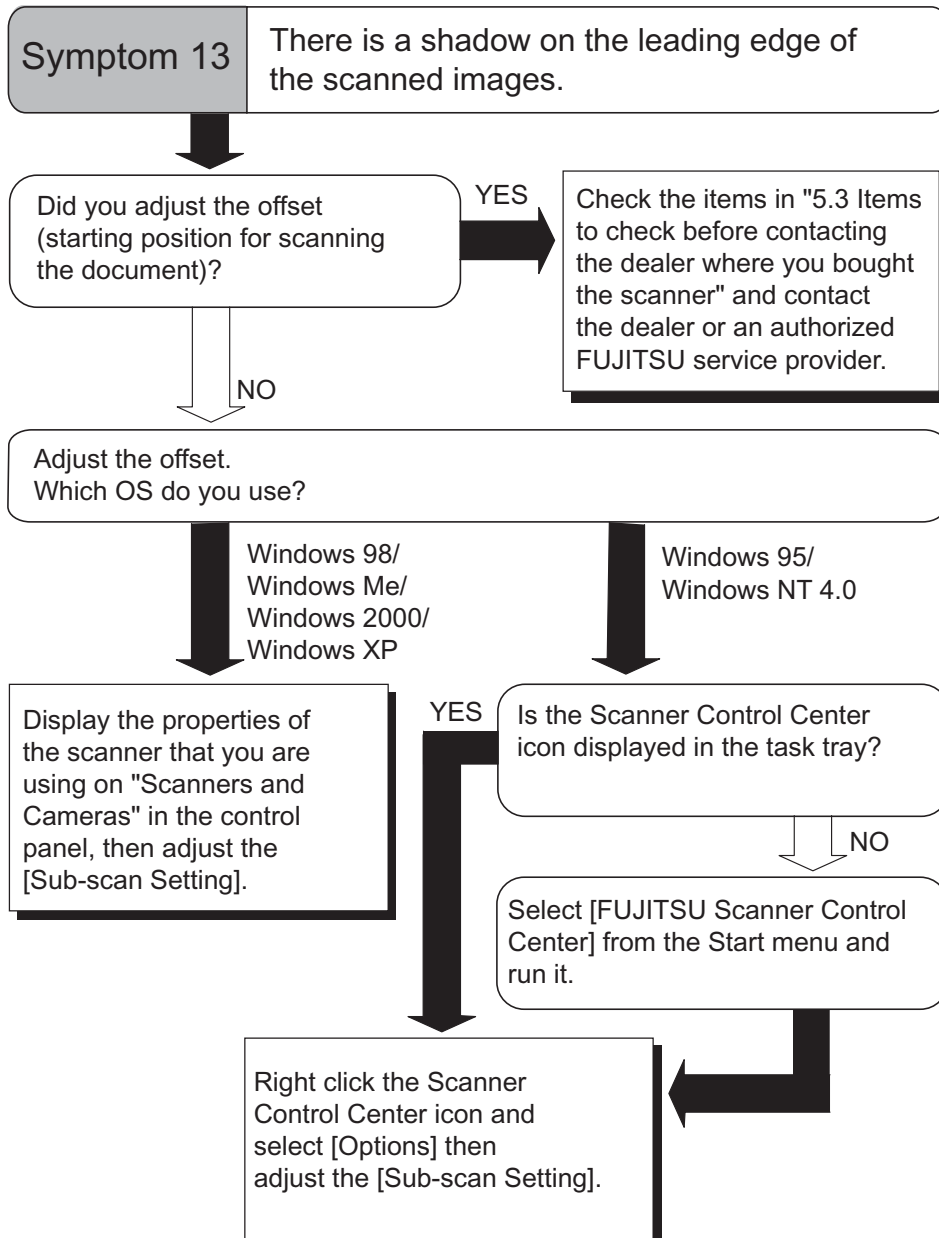 Symptom 13
There is a shadow on the leading edge of
the scanned images.
Did you adjust the offset
(starting position for scanning
the document)?
YES
Check the items in "5.3 Items
to check before contacting
the dealer where you bought
the scanner" and contact
the dealer or an authorized
FUJITSU service provider.
NO
Adjust the offset.
Which OS do you use?
Windows 98/
Windows Me/
Windows 2000/
Windows XP
Windows 95/
Windows NT 4.0
Display the properties of
the scanner that you are
using on "Scanners and
Cameras" in the control
panel, then adjust the
[Sub-scan Setting].
YES
Is the Scanner Control Center
icon displayed in the task tray?
NO
Select [FUJITSU Scanner Control
Center] from the Start menu and
run it.
Right click the Scanner
Control Center icon and
select [Options] then
adjust the [Sub-scan Setting].